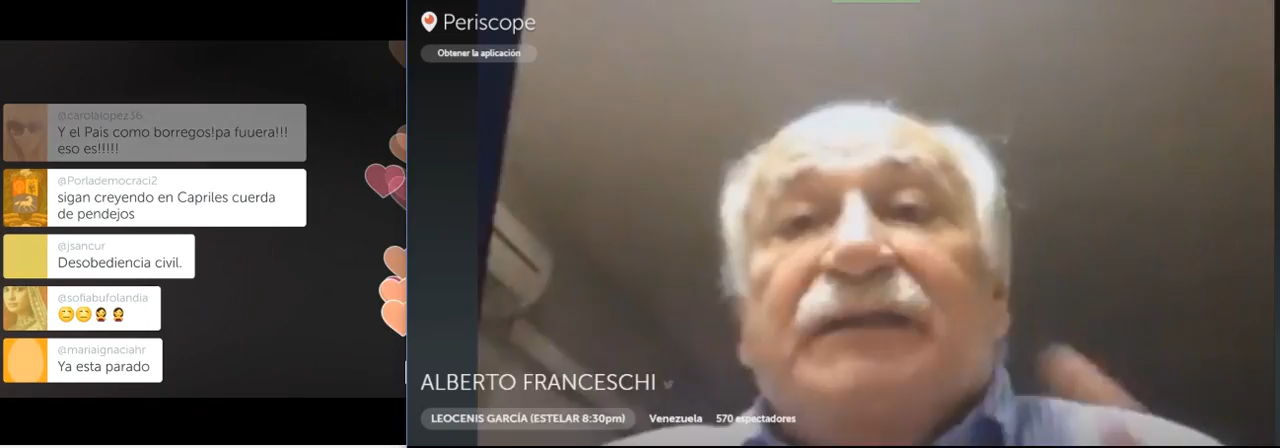 @carolalopez36
Y el Pais como borregos!pa fuuera!!!
eso es!!!!!
@Porlademocraci2
sigan creyendo en Capriles cuerda
de pendejos
@jsancur
Desobediencia civil.
@sofiabufolandia
😊😊💃💃
@mariaignaciahr
Ya esta parado
Periscope
Obtener la aplicación
ALBERTO FRANCESCHI
LEOCENIS GARCÍA (ESTELAR 8:30pm) Venezuela 570 espectadores